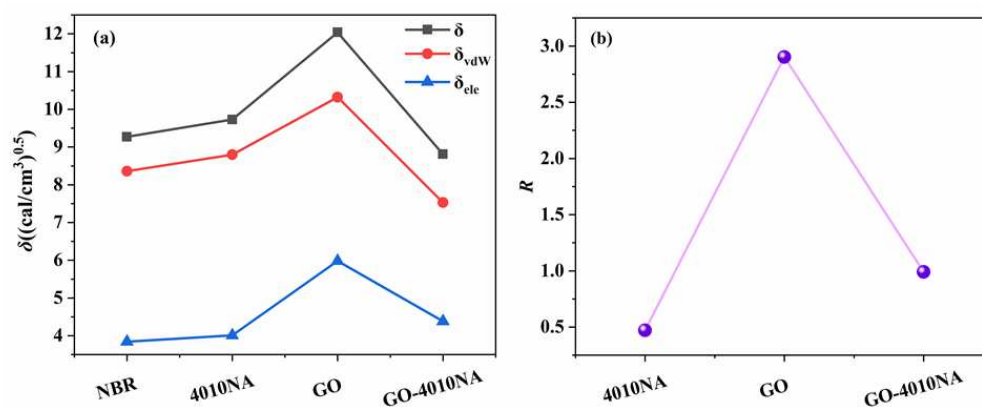 (a)
δ
δvdW
δele
δ((cal/cm³)^0.5)
12
11
10
9
8
7
6
5
4
NBR
4010NA
GO
GO-4010NA
(b)
R
3.0
2.5
2.0
1.5
1.0
0.5
4010NA
GO
GO-4010NA